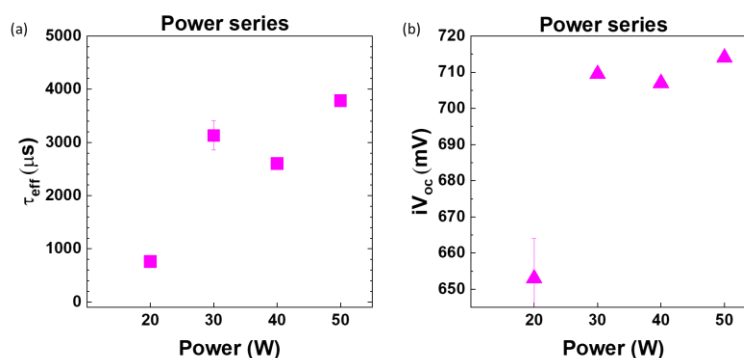 (a)
Power series
5000
4000
3000
2000
1000
0
τeff (μs)
20 30 40 50
Power (W)
(b)
Power series
720
710
700
690
680
670
660
650
iVoc (mV)
20 30 40 50
Power (W)